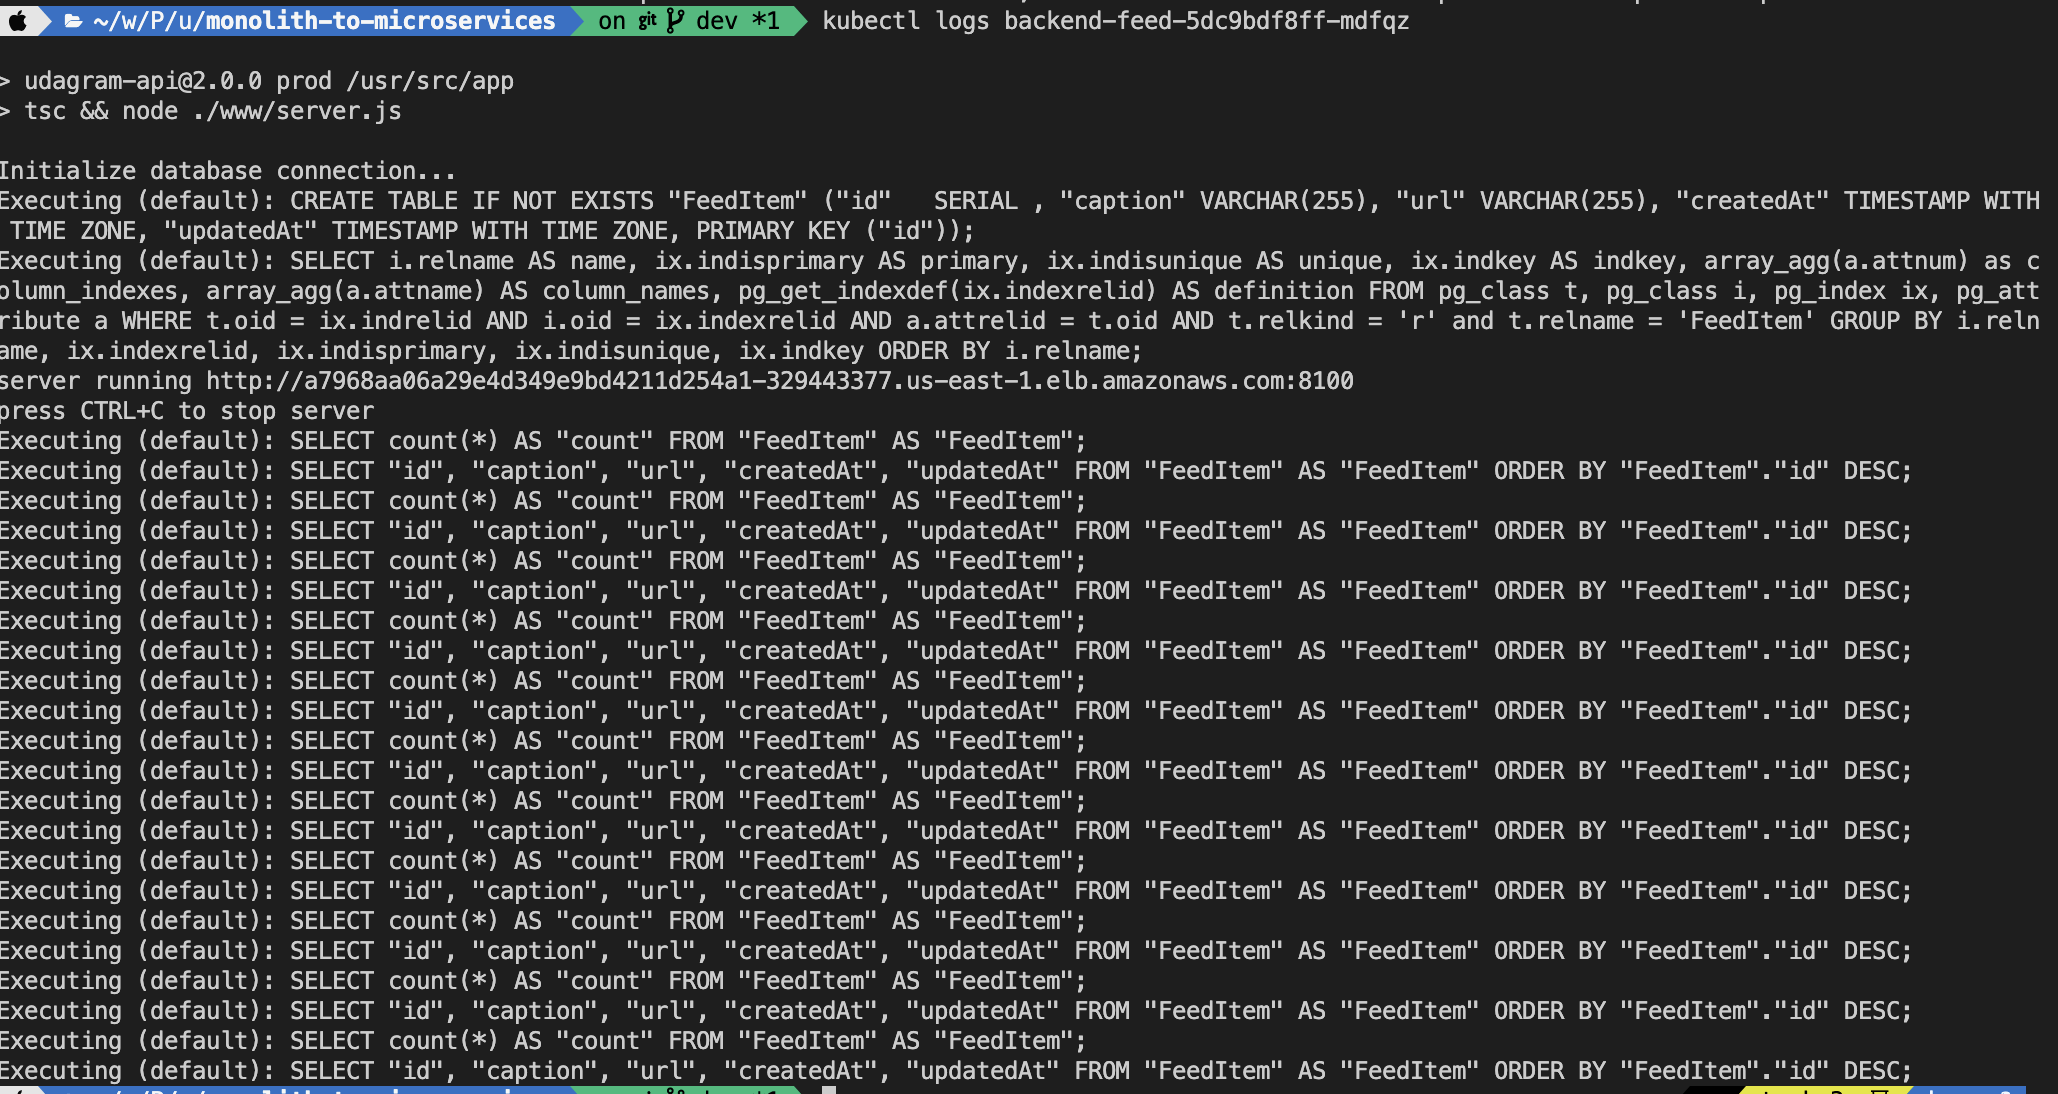 ~/w/P/u/monolith-to-microservices on git dev *1 kubectl logs backend-feed-5dc9bdf8ff-mdfqz
> udagram-api@2.0.0 prod /usr/src/app
> tsc && node ./www/server.js
Initialize database connection...
Executing (default): CREATE TABLE IF NOT EXISTS "FeedItem" ("id"   SERIAL , "caption" VARCHAR(255), "url" VARCHAR(255), "createdAt" TIMESTAMP WITH
TIME ZONE, "updatedAt" TIMESTAMP WITH TIME ZONE, PRIMARY KEY ("id"));
Executing (default): SELECT i.relname AS name, ix.indisprimary AS primary, ix.indisunique AS unique, ix.indkey AS indkey, array_agg(a.attnum) as c
olumn_indexes, array_agg(a.attname) AS column_names, pg_get_indexdef(ix.indexrelid) AS definition FROM pg_class t, pg_class i, pg_index ix, pg_att
ribute a WHERE t.oid = ix.indrelid AND i.oid = ix.indexrelid AND a.attrelid = t.oid AND t.relkind = 'r' and t.relname = 'FeedItem' GROUP BY i.reln
ame, ix.indexrelid, ix.indisprimary, ix.indisunique, ix.indkey ORDER BY i.relname;
server running http://a7968aa06a29e4d349e9bd4211d254a1-329443377.us-east-1.elb.amazonaws.com:8100
press CTRL+C to stop server
Executing (default): SELECT count(*) AS "count" FROM "FeedItem" AS "FeedItem";
Executing (default): SELECT "id", "caption", "url", "createdAt", "updatedAt" FROM "FeedItem" AS "FeedItem" ORDER BY "FeedItem"."id" DESC;
Executing (default): SELECT count(*) AS "count" FROM "FeedItem" AS "FeedItem";
Executing (default): SELECT "id", "caption", "url", "createdAt", "updatedAt" FROM "FeedItem" AS "FeedItem" ORDER BY "FeedItem"."id" DESC;
Executing (default): SELECT count(*) AS "count" FROM "FeedItem" AS "FeedItem";
Executing (default): SELECT "id", "caption", "url", "createdAt", "updatedAt" FROM "FeedItem" AS "FeedItem" ORDER BY "FeedItem"."id" DESC;
Executing (default): SELECT count(*) AS "count" FROM "FeedItem" AS "FeedItem";
Executing (default): SELECT "id", "caption", "url", "createdAt", "updatedAt" FROM "FeedItem" AS "FeedItem" ORDER BY "FeedItem"."id" DESC;
Executing (default): SELECT count(*) AS "count" FROM "FeedItem" AS "FeedItem";
Executing (default): SELECT "id", "caption", "url", "createdAt", "updatedAt" FROM "FeedItem" AS "FeedItem" ORDER BY "FeedItem"."id" DESC;
Executing (default): SELECT count(*) AS "count" FROM "FeedItem" AS "FeedItem";
Executing (default): SELECT "id", "caption", "url", "createdAt", "updatedAt" FROM "FeedItem" AS "FeedItem" ORDER BY "FeedItem"."id" DESC;
Executing (default): SELECT count(*) AS "count" FROM "FeedItem" AS "FeedItem";
Executing (default): SELECT "id", "caption", "url", "createdAt", "updatedAt" FROM "FeedItem" AS "FeedItem" ORDER BY "FeedItem"."id" DESC;
Executing (default): SELECT count(*) AS "count" FROM "FeedItem" AS "FeedItem";
Executing (default): SELECT "id", "caption", "url", "createdAt", "updatedAt" FROM "FeedItem" AS "FeedItem" ORDER BY "FeedItem"."id" DESC;
Executing (default): SELECT count(*) AS "count" FROM "FeedItem" AS "FeedItem";
Executing (default): SELECT "id", "caption", "url", "createdAt", "updatedAt" FROM "FeedItem" AS "FeedItem" ORDER BY "FeedItem"."id" DESC;
Executing (default): SELECT count(*) AS "count" FROM "FeedItem" AS "FeedItem";
Executing (default): SELECT "id", "caption", "url", "createdAt", "updatedAt" FROM "FeedItem" AS "FeedItem" ORDER BY "FeedItem"."id" DESC;
Executing (default): SELECT count(*) AS "count" FROM "FeedItem" AS "FeedItem";
Executing (default): SELECT "id", "caption", "url", "createdAt", "updatedAt" FROM "FeedItem" AS "FeedItem" ORDER BY "FeedItem"."id" DESC;